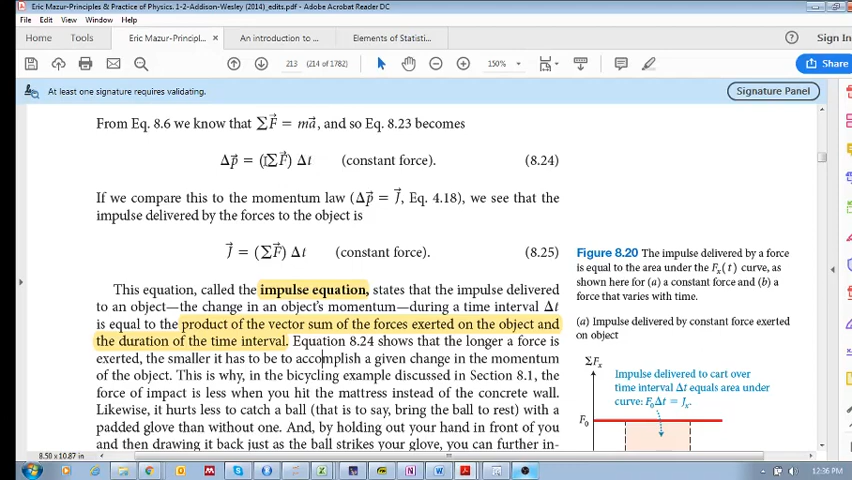 Eric Mazur-Principles & Practice of Physics. 1-2-Addison-Wesley (2014)_edits.pdf - Adobe Acrobat Reader DC
File Edit View Window Help
Home Tools Eric Mazur-Principl... × An introduction to ... Elements of Statisti... Sign In
213 (214 of 1782) 150% Share
At least one signature requires validating. Signature Panel
From Eq. 8.6 we know that ΣF⃗ = ma⃗, and so Eq. 8.23 becomes
Δp⃗ = (ΣF⃗) Δt (constant force). (8.24)
If we compare this to the momentum law (Δp⃗ = J⃗, Eq. 4.18), we see that the
impulse delivered by the forces to the object is
J⃗ = (ΣF⃗) Δt (constant force). (8.25)
This equation, called the impulse equation, states that the impulse delivered
to an object—the change in an object's momentum—during a time interval Δt
is equal to the product of the vector sum of the forces exerted on the object and
the duration of the time interval. Equation 8.24 shows that the longer a force is
exerted, the smaller it has to be to accomplish a given change in the momentum
of the object. This is why, in the bicycling example discussed in Section 8.1, the
force of impact is less when you hit the mattress instead of the concrete wall.
Likewise, it hurts less to catch a ball (that is to say, bring the ball to rest) with a
padded glove than without one. And, by holding out your hand in front of you
and then drawing it back just as the ball strikes your glove, you can further in-
Figure 8.20 The impulse delivered by a force
is equal to the area under the Fₓ(t) curve, as
shown here for (a) a constant force and (b) a
force that varies with time.
(a) Impulse delivered by constant force exerted
on object
ΣFₓ
Impulse delivered to cart over
time interval Δt equals area under
curve: F₀Δt = Jₓ.
F₀
8.50 x 10.87 in
12:36 PM